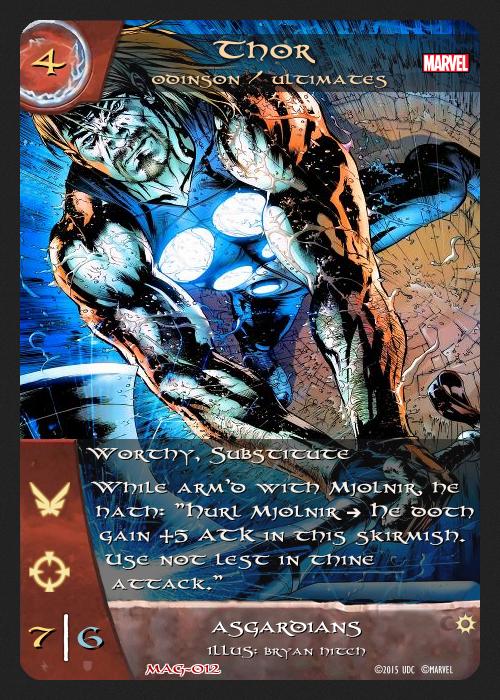 4
Thor
MARVEL
Odinson / Ultimates
Worthy, Substitute
While arm'd with Mjolnir, he
hath: "Hurl Mjolnir → He doth
gain +5 ATK in this skirmish.
Use not lest in thine
attack."
7 | 6
Asgardians
Illus: Bryan Hitch
MAG-012
©2015 UDC ©MARVEL